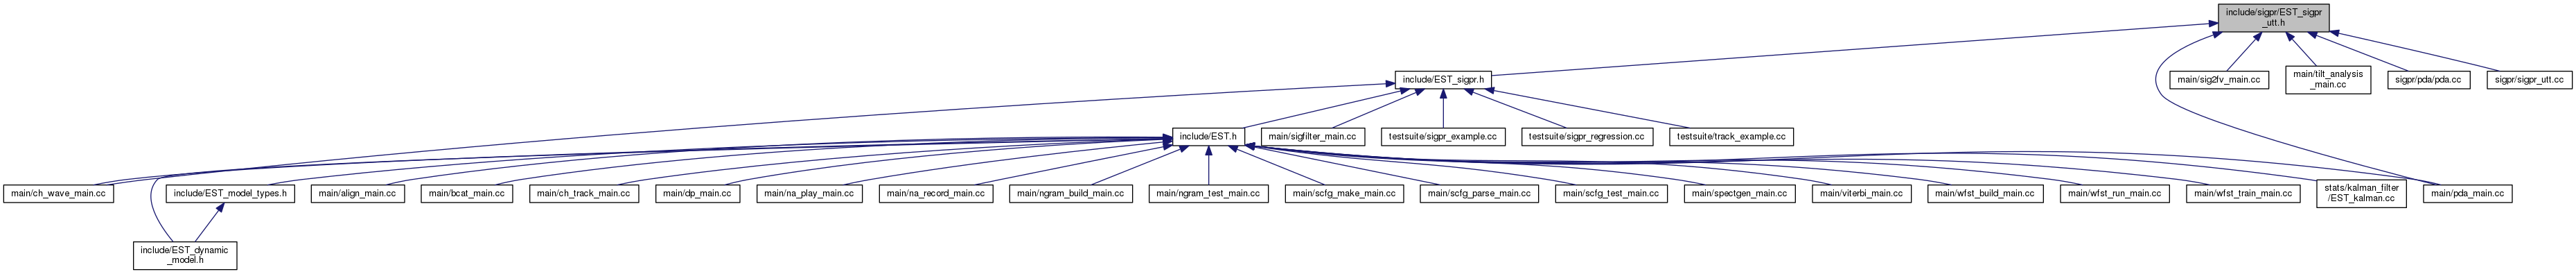 include/sigpr/EST_sigpr
_utt.h
include/EST_sigpr.h
main/sig2fv_main.cc
main/tilt_analysis
_main.cc
sigpr/pda/pda.cc
sigpr/sigpr_utt.cc
include/EST.h
main/sigfilter_main.cc
testsuite/sigpr_example.cc
testsuite/sigpr_regression.cc
testsuite/track_example.cc
main/ch_wave_main.cc
include/EST_model_types.h
main/align_main.cc
main/bcat_main.cc
main/ch_track_main.cc
main/dp_main.cc
main/na_play_main.cc
main/na_record_main.cc
main/ngram_build_main.cc
main/ngram_test_main.cc
main/scfg_make_main.cc
main/scfg_parse_main.cc
main/scfg_test_main.cc
main/spectgen_main.cc
main/viterbi_main.cc
main/wfst_build_main.cc
main/wfst_run_main.cc
main/wfst_train_main.cc
stats/kalman_filter
/EST_kalman.cc
main/pda_main.cc
include/EST_dynamic
_model.h